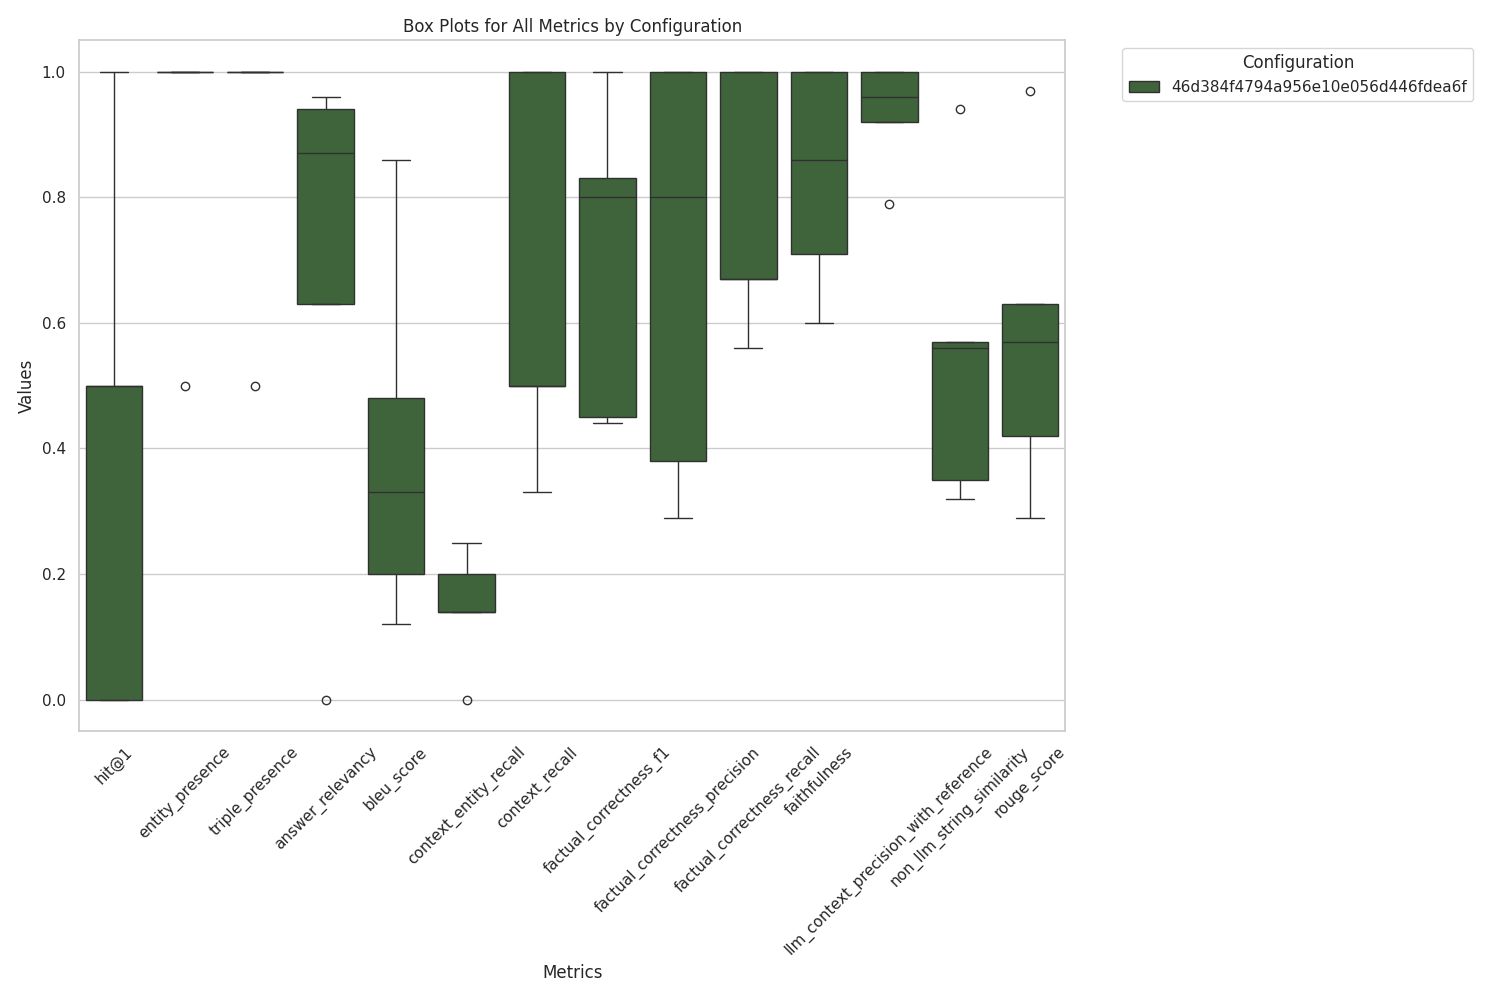 Box Plots for All Metrics by Configuration
Configuration
46d384f4794a956e10e056d446fdea6f
Values
1.0
0.8
0.6
0.4
0.2
0.0
hit@1
entity_presence
triple_presence
answer_relevancy
bleu_score
context_entity_recall
context_recall
factual_correctness_f1
factual_correctness_precision
factual_correctness_recall
faithfulness
llm_context_precision_with_reference
non_llm_string_similarity
rouge_score
Metrics